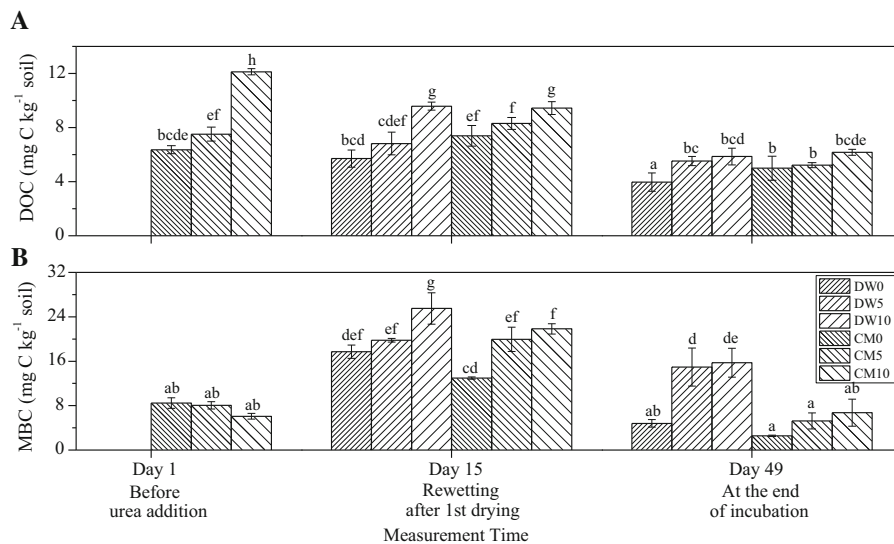 A
DOC (mg C kg⁻¹ soil)
12
8
4
0
bcde
ef
h
bcd
cdef
g
ef
f
g
a
bc
bcd
b
b
bcde
B
MBC (mg C kg⁻¹ soil)
32
24
16
8
0
ab
ab
ab
def
ef
g
cd
ef
f
ab
d
de
a
a
ab
DW0
DW5
DW10
CM0
CM5
CM10
Day 1
Before
urea addition
Day 15
Rewetting
after 1st drying
Day 49
At the end
of incubation
Measurement Time